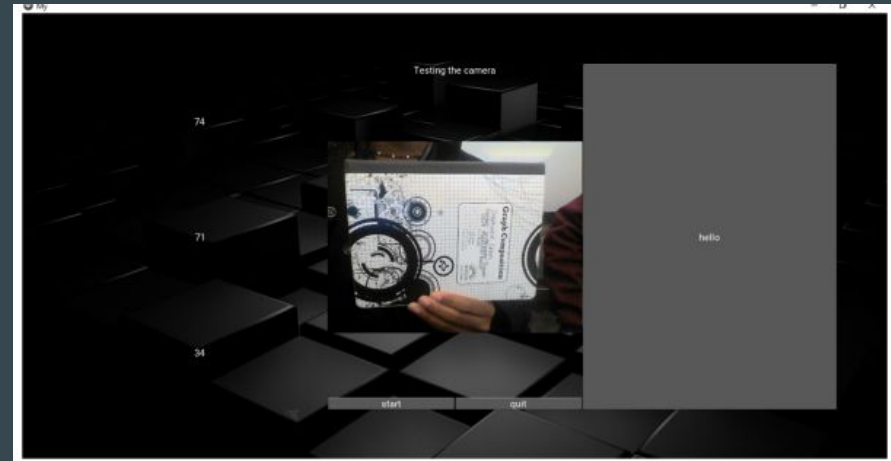 My
Testing the camera
74
71
34
Graph Composition
hello
start
quit